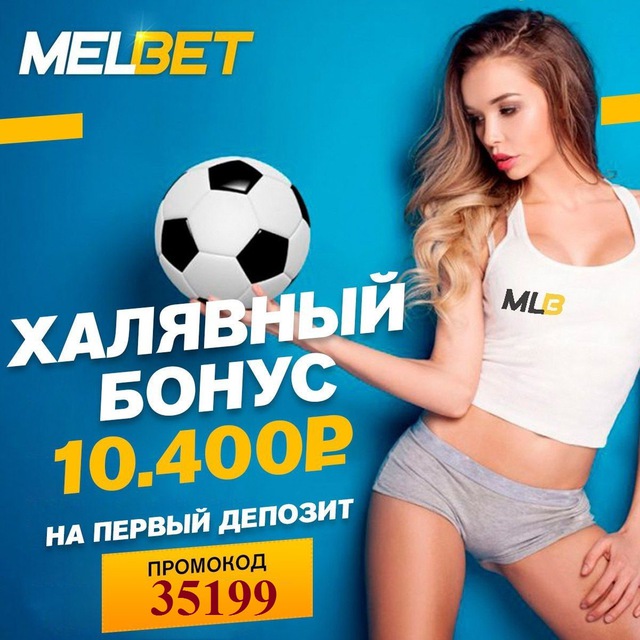 MELBET
MLB
ХАЛЯВНЫЙ
БОНУС
10.400₽
НА ПЕРВЫЙ ДЕПОЗИТ
ПРОМОКОД
35199